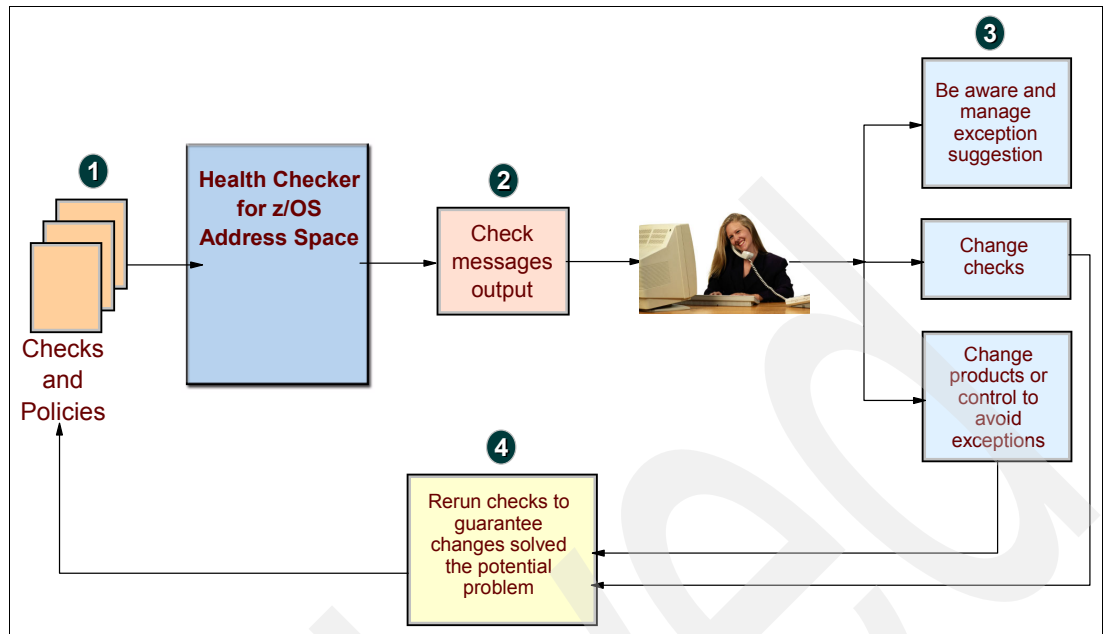 1
Checks
and
Policies
Health Checker
for z/OS
Address Space
2
Check
messages
output
3
Be aware and
manage
exception
suggestion
Change
checks
Change
products or
control to
avoid
exceptions
4
Rerun checks to
guarantee
changes solved
the potential
problem